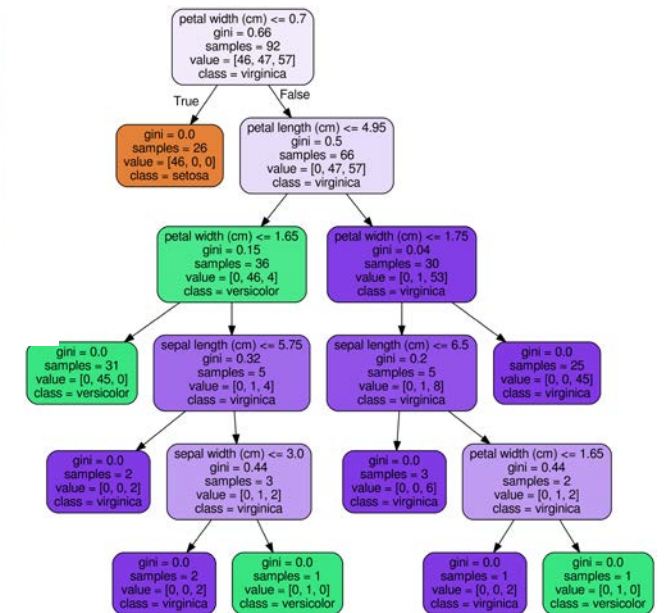 petal width (cm) <= 0.7
gini = 0.66
samples = 92
value = [46, 47, 57]
class = virginica
True
False
gini = 0.0
samples = 26
value = [46, 0, 0]
class = setosa
petal length (cm) <= 4.95
gini = 0.5
samples = 66
value = [0, 47, 57]
class = virginica
petal width (cm) <= 1.65
gini = 0.15
samples = 36
value = [0, 46, 4]
class = versicolor
petal width (cm) <= 1.75
gini = 0.04
samples = 30
value = [0, 1, 53]
class = virginica
gini = 0.0
samples = 31
value = [0, 45, 0]
class = versicolor
sepal length (cm) <= 5.75
gini = 0.32
samples = 5
value = [0, 1, 4]
class = virginica
sepal length (cm) <= 6.5
gini = 0.2
samples = 5
value = [0, 1, 8]
class = virginica
gini = 0.0
samples = 25
value = [0, 0, 45]
class = virginica
gini = 0.0
samples = 2
value = [0, 0, 2]
class = virginica
sepal width (cm) <= 3.0
gini = 0.44
samples = 3
value = [0, 1, 2]
class = virginica
gini = 0.0
samples = 3
value = [0, 0, 6]
class = virginica
petal width (cm) <= 1.65
gini = 0.44
samples = 2
value = [0, 1, 2]
class = virginica
gini = 0.0
samples = 2
value = [0, 0, 2]
class = virginica
gini = 0.0
samples = 1
value = [0, 1, 0]
class = versicolor
gini = 0.0
samples = 1
value = [0, 0, 2]
class = virginica
gini = 0.0
samples = 1
value = [0, 1, 0]
class = versicolor